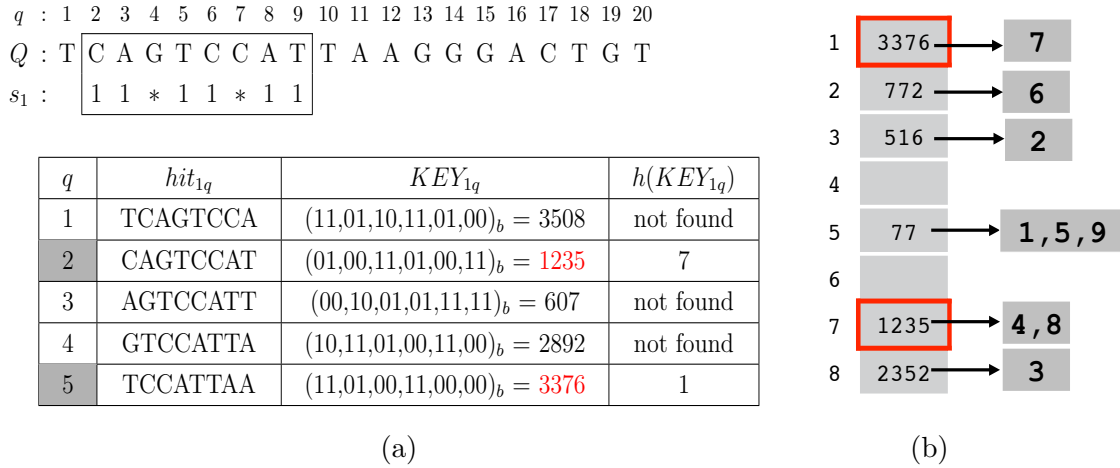 q : 1 2 3 4 5 6 7 8 9 10 11 12 13 14 15 16 17 18 19 20
Q : T C A G T C C A T T A A G G G A C T G T
s₁ : 1 1 * 1 1 * 1 1
q hit₁q KEY₁q h(KEY₁q)
1 TCAGTCCA (11,01,10,11,01,00)b = 3508 not found
2 CAGTCCAT (01,00,11,01,00,11)b = 1235 7
3 AGTCCATT (00,10,01,01,11,11)b = 607 not found
4 GTCCATTA (10,11,01,00,11,00)b = 2892 not found
5 TCCATTAA (11,01,00,11,00,00)b = 3376 1
(a)
1 3376 7
2 772 6
3 516 2
4
5 77 1,5,9
6
7 1235 4,8
8 2352 3
(b)